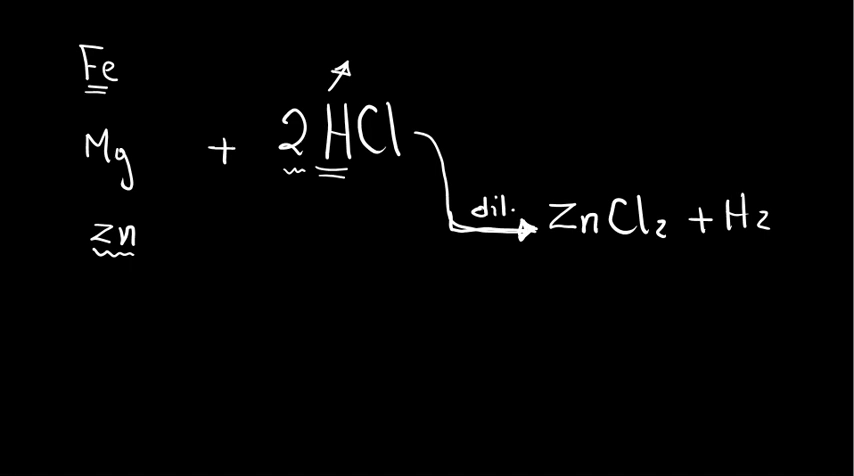 Fe
Mg + 2HCl
dil.
Zn → ZnCl₂ + H₂